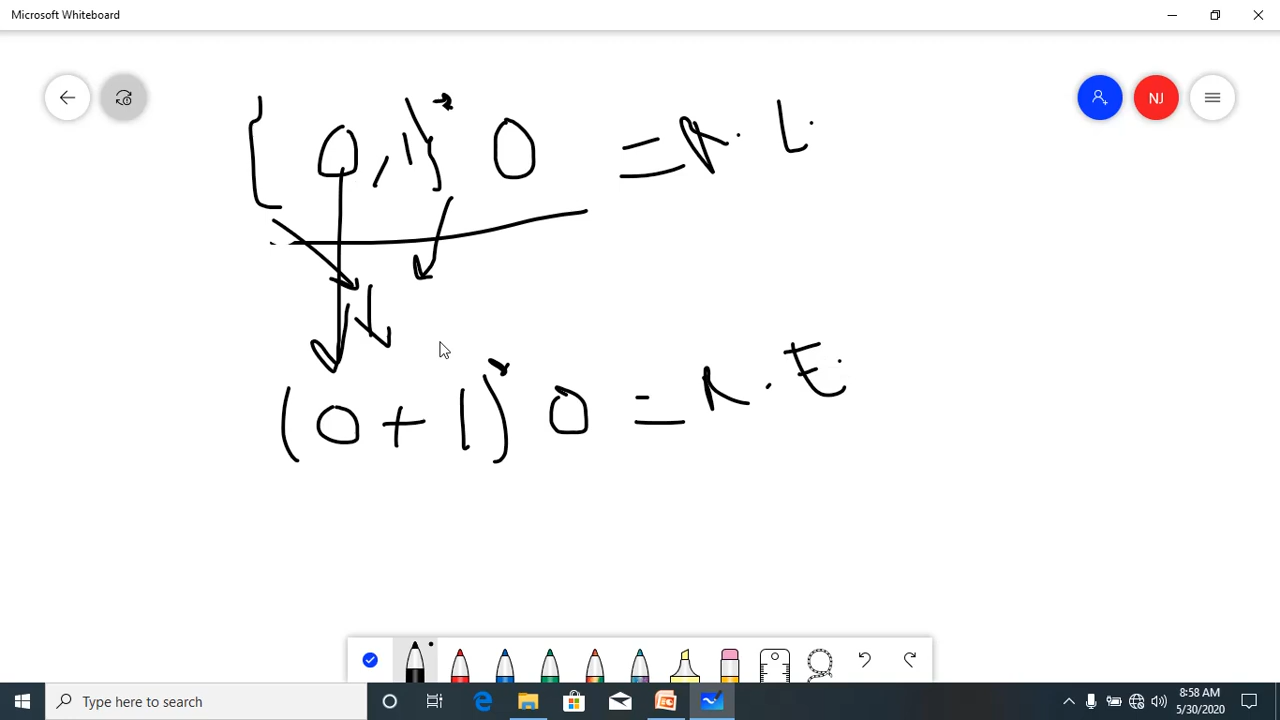 Microsoft Whiteboard
NJ
{0,1}* 0 = R.L.
(0+1)* 0 = R.E.
Type here to search
8:58 AM
5/30/2020